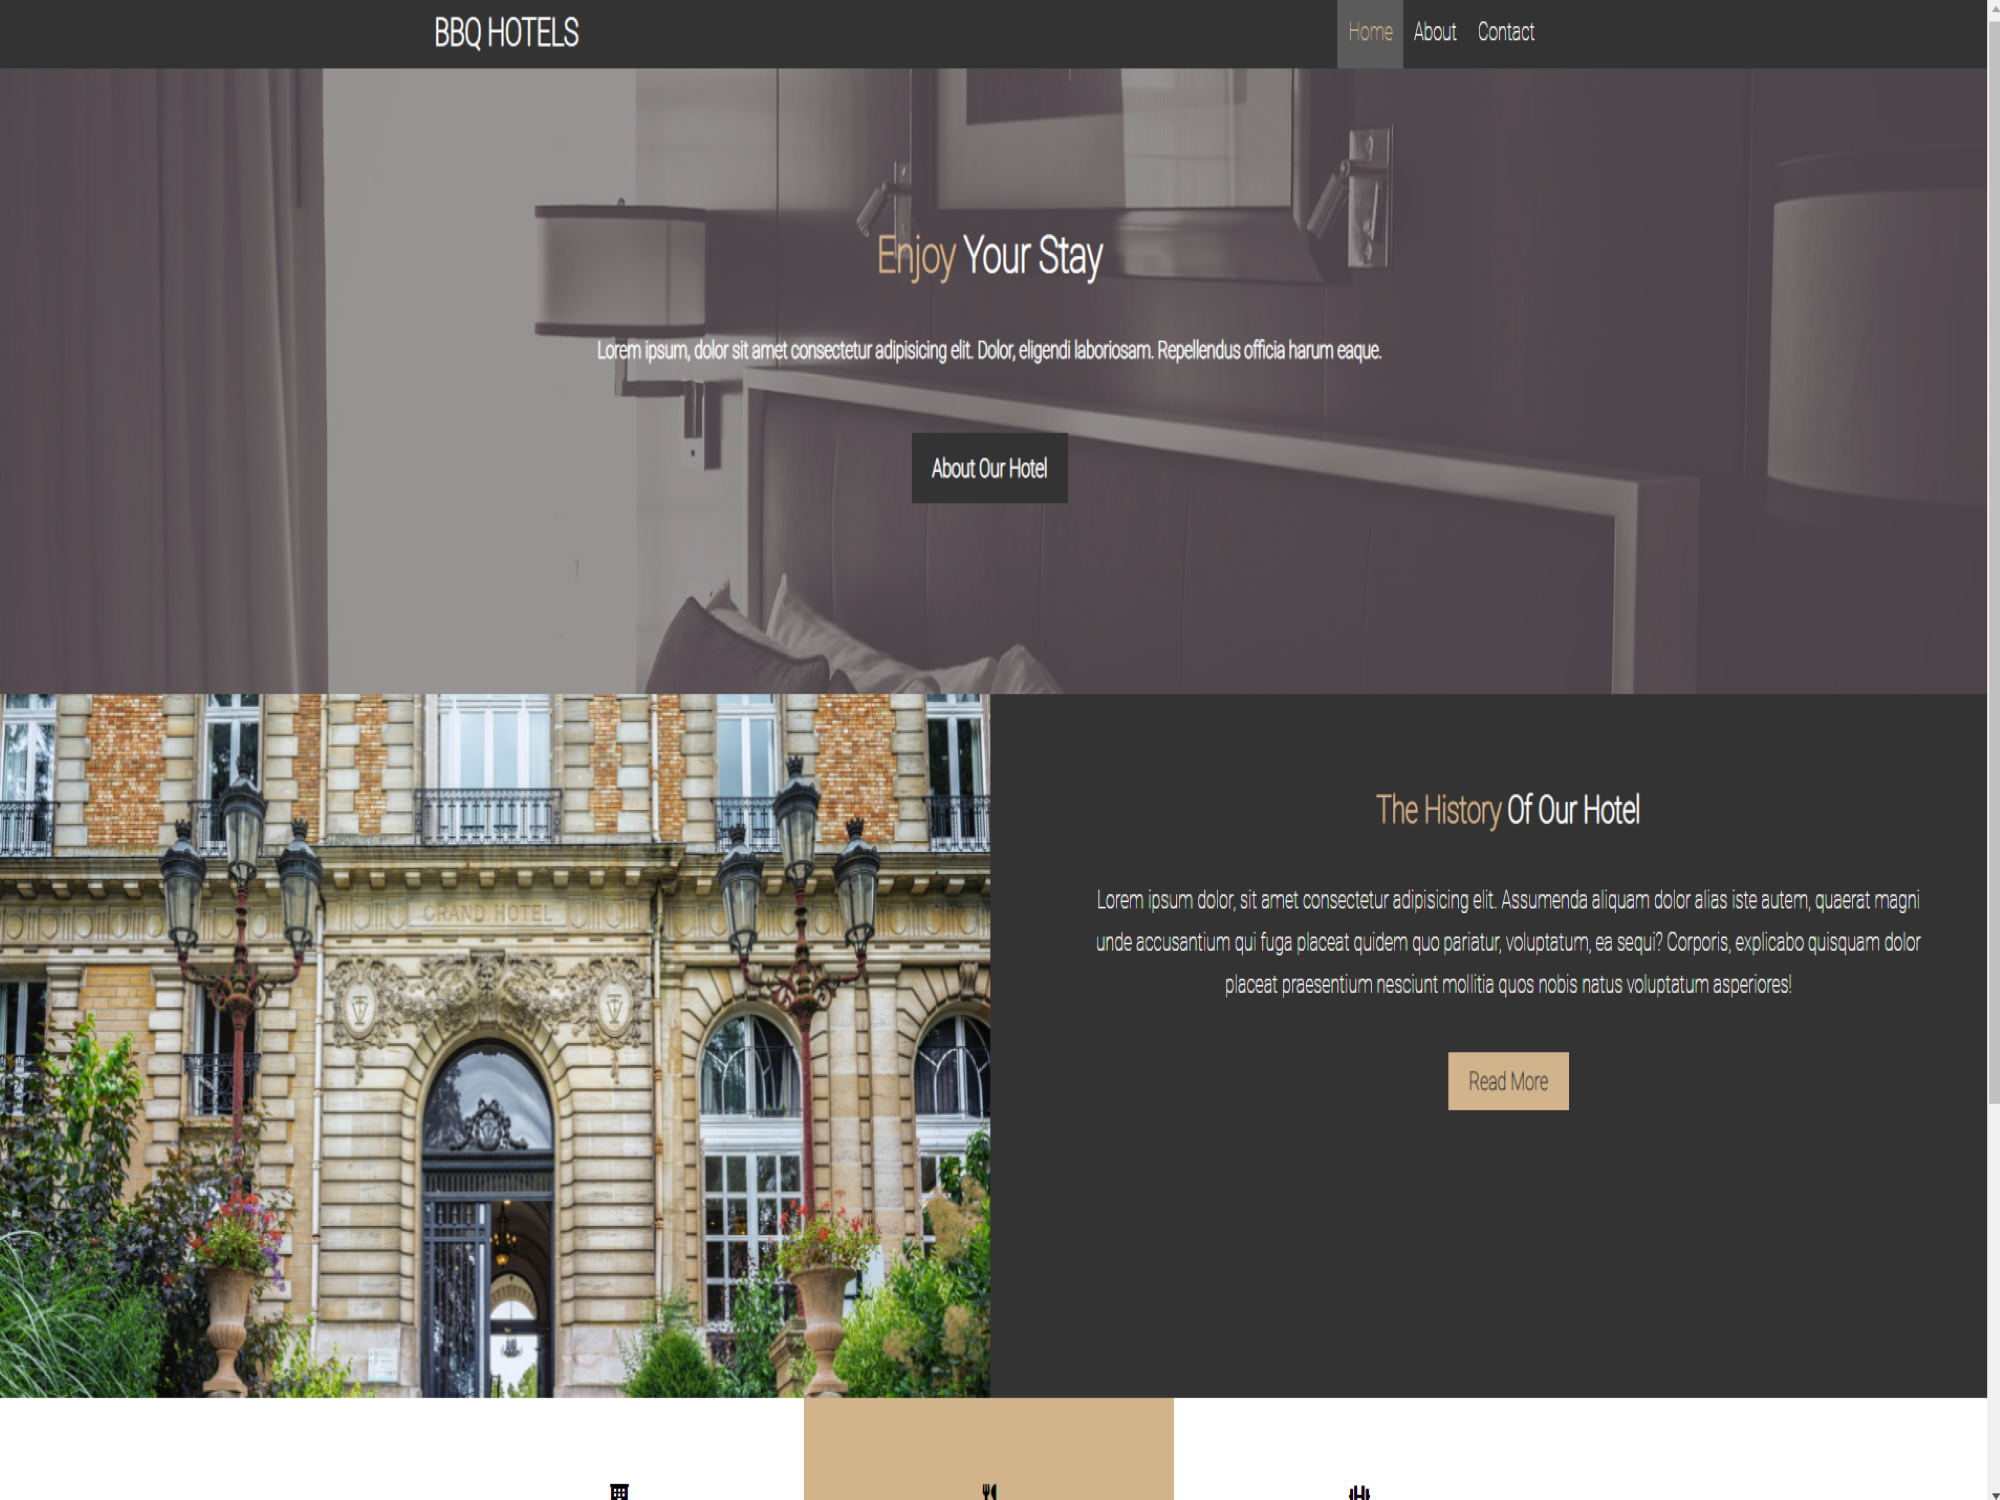 BBQ HOTELS
Home About Contact
Enjoy Your Stay
Lorem ipsum, dolor sit amet consectetur adipisicing elit. Dolor, eligendi laboriosam. Repellendus officia harum eaque.
About Our Hotel
GRAND HOTEL
The History Of Our Hotel
Lorem ipsum dolor, sit amet consectetur adipisicing elit. Assumenda aliquam dolor alias iste autem, quaerat magni
unde accusantium qui fuga placeat quidem quo pariatur, voluptatum, ea sequi? Corporis, explicabo quisquam dolor
placeat praesentium nesciunt mollitia quos nobis natus voluptatum asperiores!
Read More